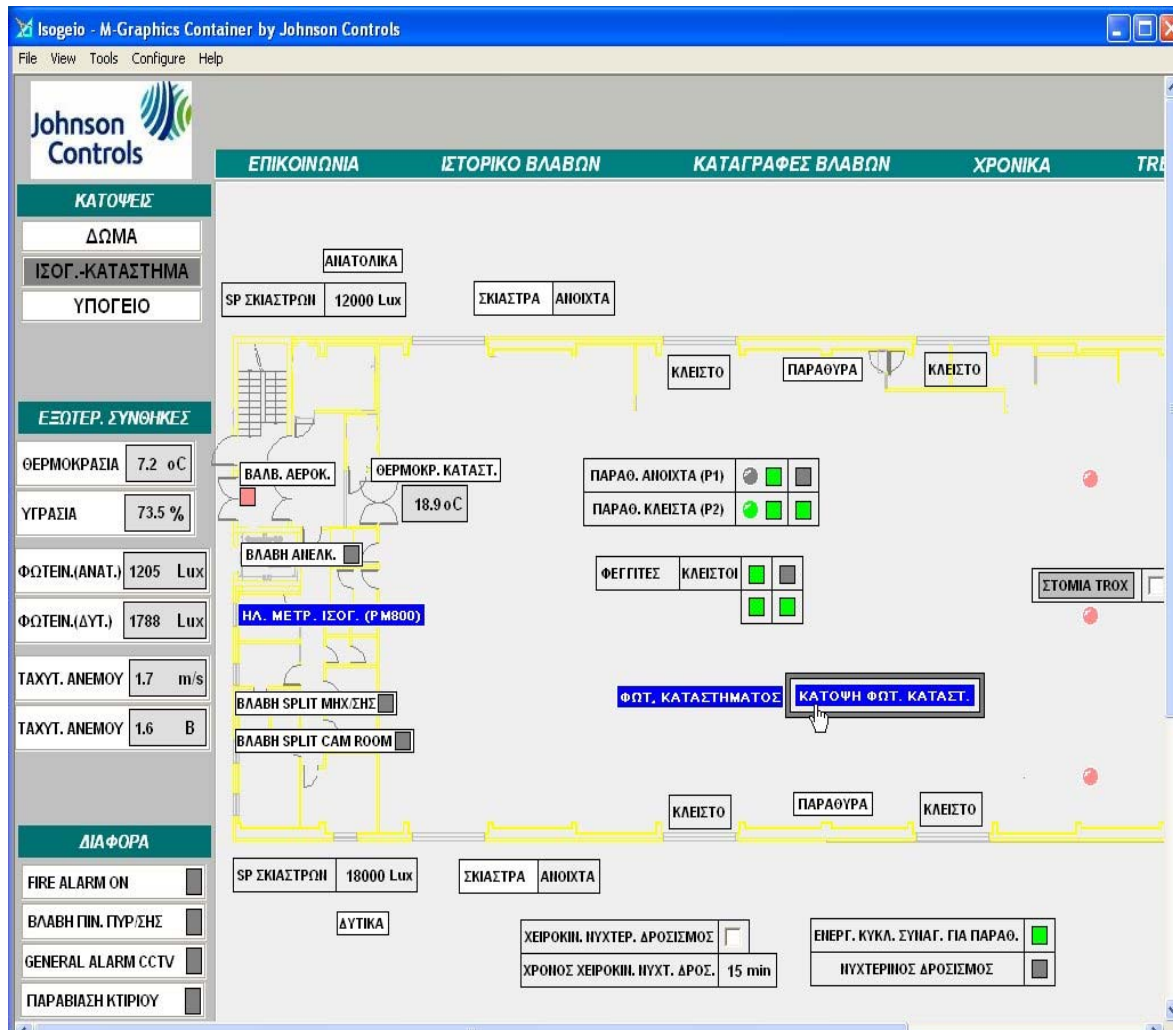 Isogeio - M-Graphics Container by Johnson Controls
File View Tools Configure Help
Johnson
Controls
ΕΠΙΚΟΙΝΩΝΙΑ ΙΣΤΟΡΙΚΟ ΒΛΑΒΩΝ ΚΑΤΑΓΡΑΦΕΣ ΒΛΑΒΩΝ ΧΡΟΝΙΚΑ TRE
ΚΑΤΟΨΕΙΣ
ΔΩΜΑ
ΙΣΟΓ.-ΚΑΤΑΣΤΗΜΑ
ΥΠΟΓΕΙΟ
ΕΞΩΤΕΡ. ΣΥΝΘΗΚΕΣ
ΘΕΡΜΟΚΡΑΣΙΑ 7.2 oC
ΥΓΡΑΣΙΑ 73.5 %
ΦΩΤΕΙΝ.(ΑΝΑΤ.) 1205 Lux
ΦΩΤΕΙΝ.(ΔΥΤ.) 1788 Lux
ΤΑΧΥΤ. ΑΝΕΜΟΥ 1.7 m/s
ΤΑΧΥΤ. ΑΝΕΜΟΥ 1.6 B
ΔΙΑΦΟΡΑ
FIRE ALARM ON
ΒΛΑΒΗ ΠΙΝ. ΠΥΡ/ΣΗΣ
GENERAL ALARM CCTV
ΠΑΡΑΒΙΑΣΗ ΚΤΙΡΙΟΥ
ΑΝΑΤΟΛΙΚΑ
SP ΣΚΙΑΣΤΡΩΝ 12000 Lux ΣΚΙΑΣΤΡΑ ΑΝΟΙΧΤΑ
ΚΛΕΙΣΤΟ ΠΑΡΑΘΥΡΑ ΚΛΕΙΣΤΟ
ΒΑΛΒ. ΑΕΡΟΚ. ΘΕΡΜΟΚΡ. ΚΑΤΑΣΤ.
18.9 oC
ΠΑΡΑΘ. ΑΝΟΙΧΤΑ (P1)
ΠΑΡΑΘ. ΚΛΕΙΣΤΑ (P2)
ΒΛΑΒΗ ΑΝΕΛΚ.
ΦΕΓΓΙΤΕΣ ΚΛΕΙΣΤΟΙ
ΣΤΟΜΙΑ TROX
ΗΛ. ΜΕΤΡ. ΙΣΟΓ. (PM800)
ΦΩΤ. ΚΑΤΑΣΤΗΜΑΤΟΣ ΚΑΤΟΨΗ ΦΩΤ. ΚΑΤΑΣΤ.
ΒΛΑΒΗ SPLIT ΜΗΧ/ΣΗΣ
ΒΛΑΒΗ SPLIT CAM ROOM
ΚΛΕΙΣΤΟ ΠΑΡΑΘΥΡΑ ΚΛΕΙΣΤΟ
SP ΣΚΙΑΣΤΡΩΝ 18000 Lux ΣΚΙΑΣΤΡΑ ΑΝΟΙΧΤΑ
ΔΥΤΙΚΑ
ΧΕΙΡΟΚΙΝ. ΝΥΧΤΕΡ. ΔΡΟΣΙΣΜΟΣ
ΧΡΟΝΟΣ ΧΕΙΡΟΚΙΝ. ΝΥΧΤ. ΔΡΟΣ. 15 min
ΕΝΕΡΓ. ΚΥΚΛ. ΣΥΝΑΓ. ΓΙΑ ΠΑΡΑΘ.
ΝΥΧΤΕΡΙΝΟΣ ΔΡΟΣΙΣΜΟΣ